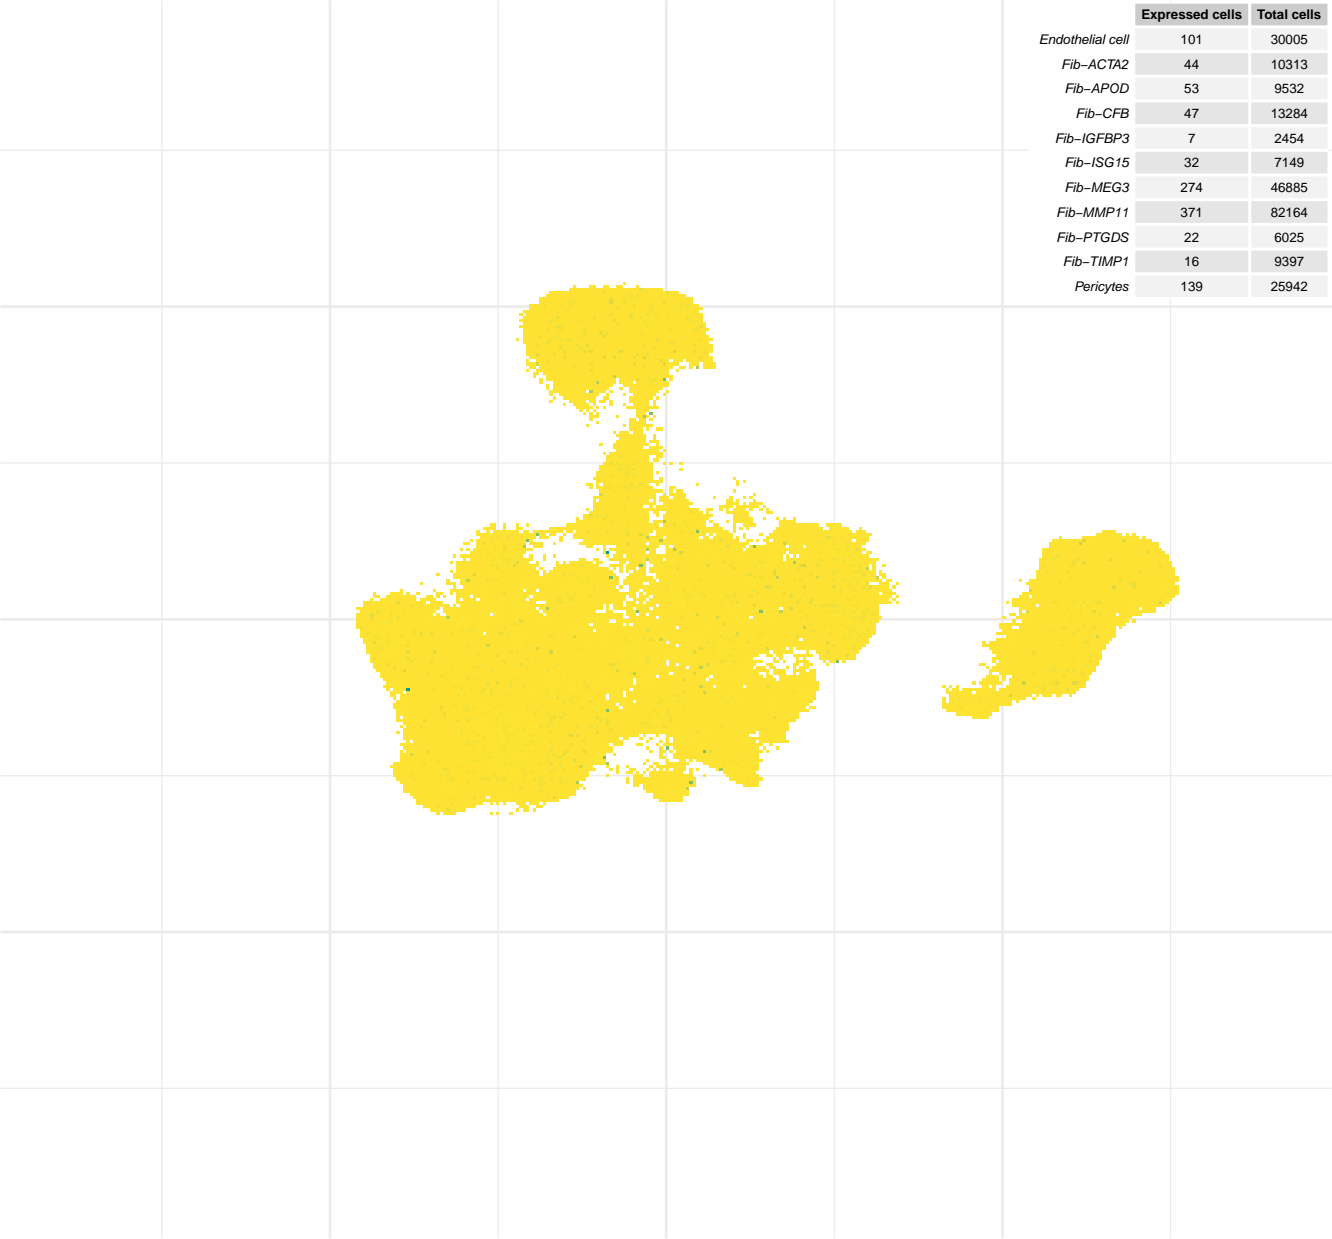 Expressed cells Total cells
Endothelial cell 101 30005
Fib−ACTA2 44 10313
Fib−APOD 53 9532
Fib−CFB 47 13284
Fib−IGFBP3 7 2454
Fib−ISG15 32 7149
Fib−MEG3 274 46885
Fib−MMP11 371 82164
Fib−PTGDS 22 6025
Fib−TIMP1 16 9397
Pericytes 139 25942